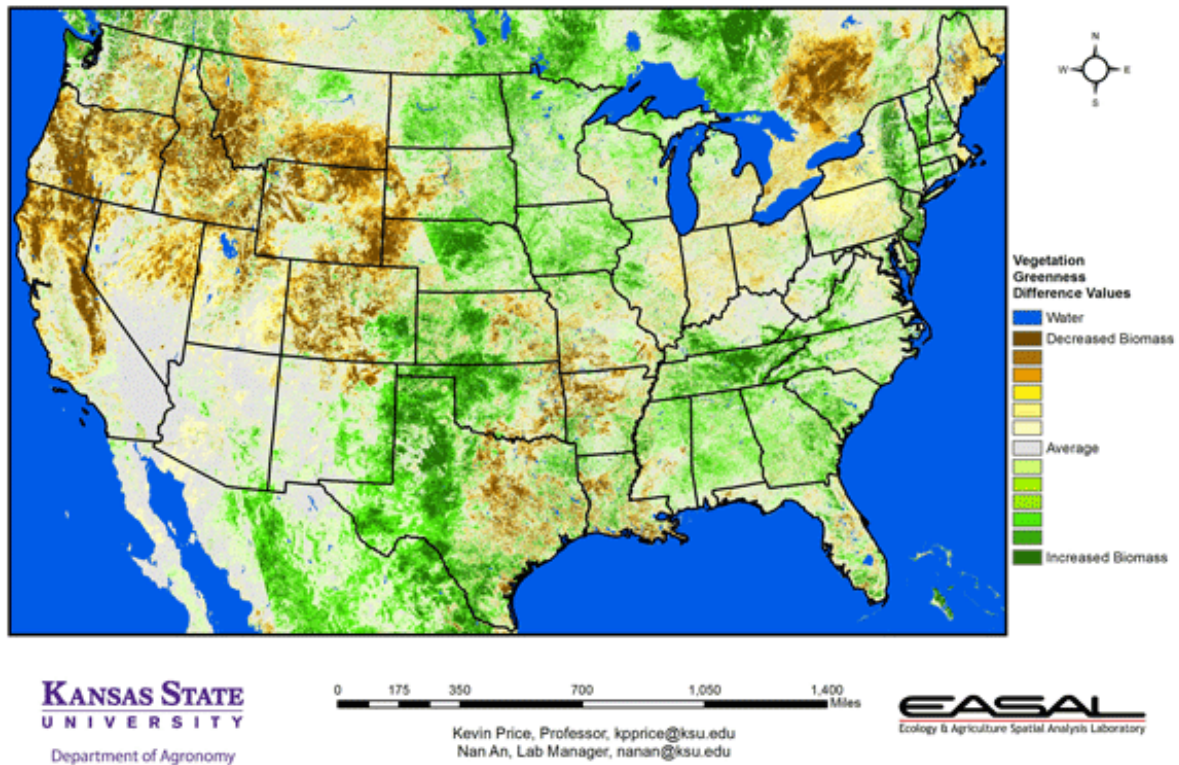 N
W E
S
Vegetation
Greenness
Difference Values
Water
Decreased Biomass
Average
Increased Biomass
KANSAS STATE
UNIVERSITY
Department of Agronomy
0 175 350 700 1,050 1,400
Miles
Kevin Price, Professor, kpprice@ksu.edu
Nan An, Lab Manager, nanan@ksu.edu
EASAL
Ecology & Agriculture Spatial Analysis Laboratory